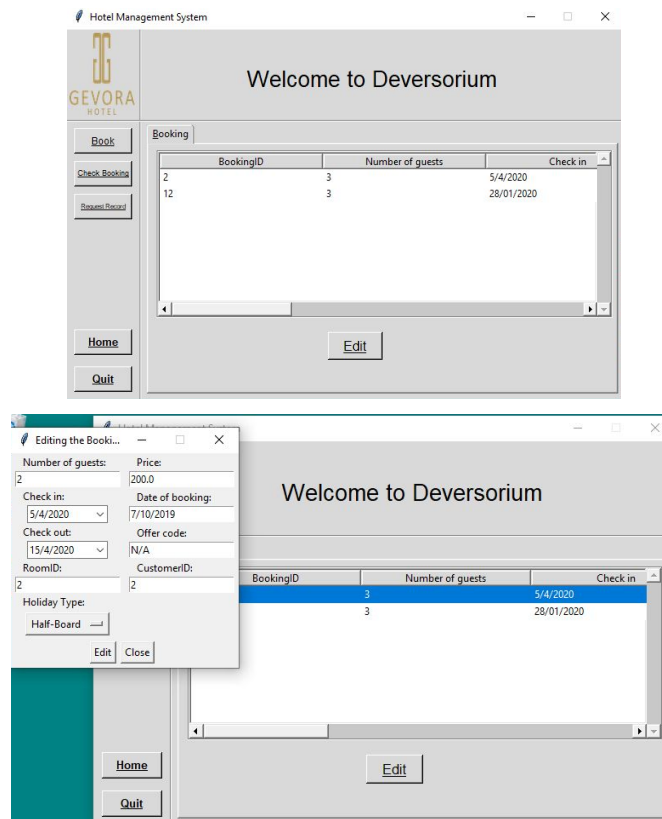 Hotel Management System
GEVORA
HOTEL
Welcome to Deversorium
Book
Check Booking
Request Record
Home
Quit
Booking
BookingID Number of guests Check in
2 3 5/4/2020
12 3 28/01/2020
Edit
Editing the Booki...
Number of guests: Price:
2 200.0
Check in: Date of booking:
5/4/2020 7/10/2019
Check out: Offer code:
15/4/2020 N/A
RoomID: CustomerID:
2 2
Holiday Type:
Half-Board
Edit Close
Welcome to Deversorium
BookingID Number of guests Check in
3 5/4/2020
3 28/01/2020
Home
Quit
Edit